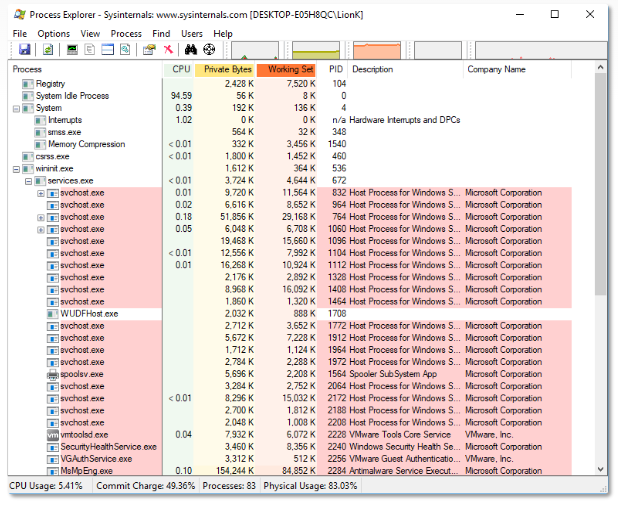 Process Explorer - Sysinternals: www.sysinternals.com [DESKTOP-E05H8QC\LionK]
File Options View Process Find Users Help
Process CPU Private Bytes Working Set PID Description Company Name
Registry 2,428 K 7,520 K 104
System Idle Process 94.59 56 K 8 K 0
System 0.39 192 K 136 K 4
Interrupts 1.02 0 K 0 K n/a Hardware Interrupts and DPCs
smss.exe 564 K 32 K 348
Memory Compression < 0.01 332 K 3,456 K 1540
csrss.exe < 0.01 1,800 K 1,452 K 460
wininit.exe 1,612 K 364 K 536
services.exe < 0.01 3,724 K 4,644 K 672
svchost.exe 0.01 9,720 K 11,564 K 832 Host Process for Windows S... Microsoft Corporation
svchost.exe 0.02 6,616 K 8,652 K 964 Host Process for Windows S... Microsoft Corporation
svchost.exe 0.18 51,856 K 29,168 K 764 Host Process for Windows S... Microsoft Corporation
svchost.exe 0.05 6,048 K 6,708 K 1060 Host Process for Windows S... Microsoft Corporation
svchost.exe 19,468 K 15,660 K 1096 Host Process for Windows S... Microsoft Corporation
svchost.exe < 0.01 12,556 K 7,992 K 1104 Host Process for Windows S... Microsoft Corporation
svchost.exe 0.01 16,268 K 10,924 K 1112 Host Process for Windows S... Microsoft Corporation
svchost.exe 2,176 K 2,892 K 1328 Host Process for Windows S... Microsoft Corporation
svchost.exe 8,968 K 16,092 K 1408 Host Process for Windows S... Microsoft Corporation
svchost.exe 1,860 K 1,320 K 1464 Host Process for Windows S... Microsoft Corporation
WUDFHost.exe 2,032 K 888 K 1708
svchost.exe 2,712 K 3,652 K 1772 Host Process for Windows S... Microsoft Corporation
svchost.exe 5,672 K 7,228 K 1912 Host Process for Windows S... Microsoft Corporation
svchost.exe 1,712 K 1,124 K 1964 Host Process for Windows S... Microsoft Corporation
svchost.exe 2,784 K 2,288 K 1972 Host Process for Windows S... Microsoft Corporation
spoolsv.exe 5,696 K 2,208 K 1564 Spooler SubSystem App Microsoft Corporation
svchost.exe 3,284 K 2,752 K 2064 Host Process for Windows S... Microsoft Corporation
svchost.exe < 0.01 8,296 K 15,032 K 2172 Host Process for Windows S... Microsoft Corporation
svchost.exe 2,700 K 1,812 K 2188 Host Process for Windows S... Microsoft Corporation
svchost.exe 2,048 K 1,008 K 2208 Host Process for Windows S... Microsoft Corporation
vm vmtoolsd.exe 0.04 7,932 K 6,072 K 2228 VMware Tools Core Service VMware, Inc.
SecurityHealthService.exe 3,460 K 8,356 K 2240 Windows Security Health Se... Microsoft Corporation
VGAuthService.exe 3,312 K 512 K 2256 VMware Guest Authenticatio... VMware, Inc.
MsMpEng.exe 0.10 154,244 K 84,852 K 2284 Antimalware Service Execut... Microsoft Corporation
CPU Usage: 5.41% Commit Charge: 49.36% Processes: 83 Physical Usage: 83.03%